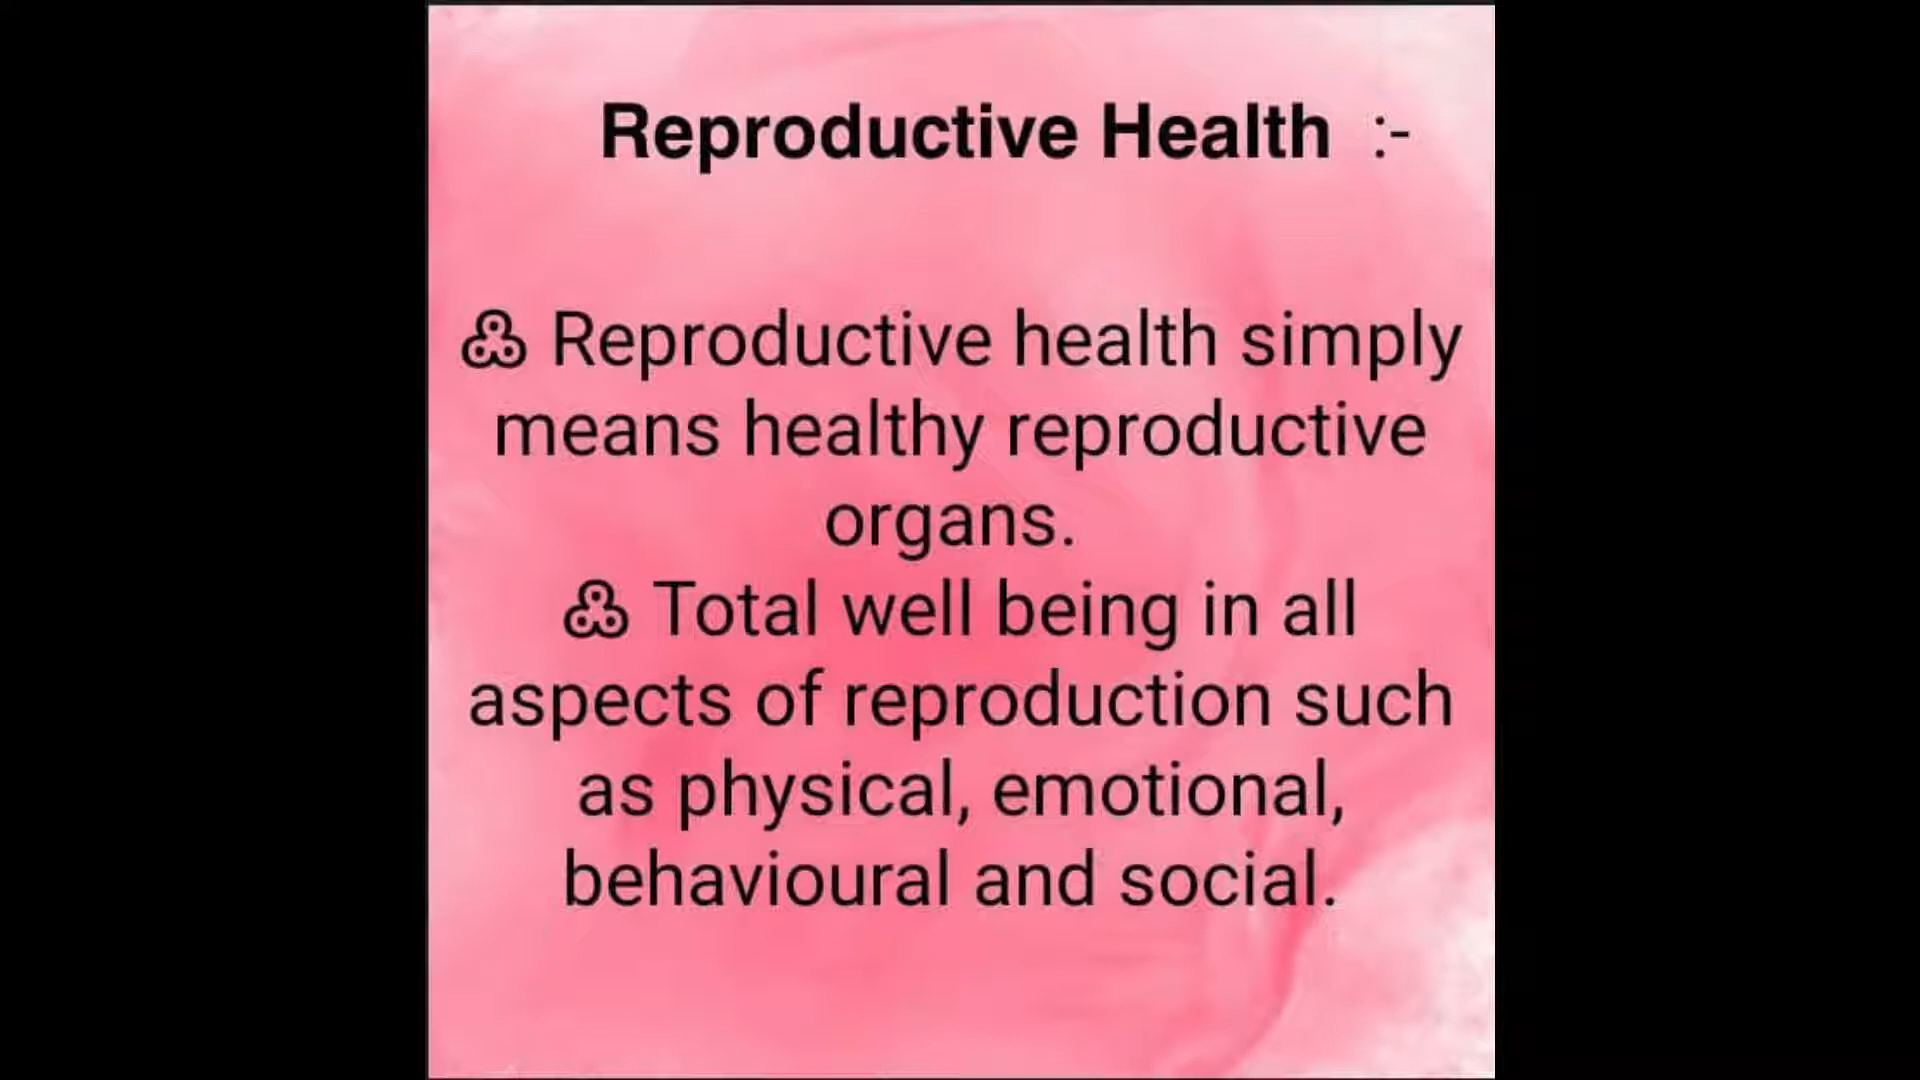 Reproductive Health :-
ஃ Reproductive health simply
means healthy reproductive
organs.
ஃ Total well being in all
aspects of reproduction such
as physical, emotional,
behavioural and social.